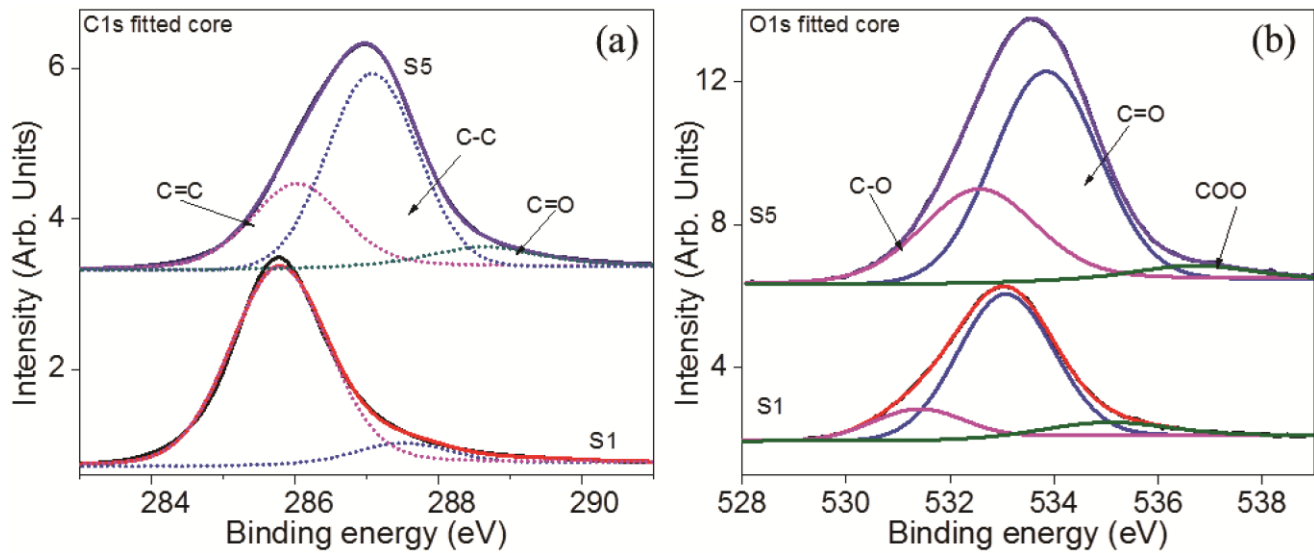 C1s fitted core
(a)
6
S5
C-C
C=C
C=O
4
2
S1
284
286
288
290
Binding energy (eV)
Intensity (Arb. Units)
O1s fitted core
(b)
12
C=O
C-O
COO
S5
8
4
S1
528
530
532
534
536
538
Binding energy (eV)
Intensity (Arb. Units)